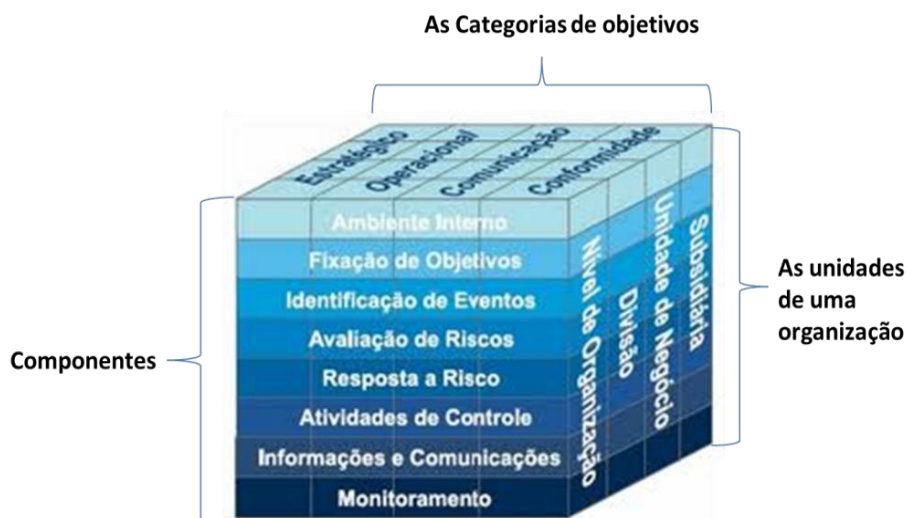 As Categorias de objetivos
Estratégico
Operacional
Comunicação
Conformidade
Ambiente Interno
Fixação de Objetivos
Identificação de Eventos
Avaliação de Riscos
Resposta a Risco
Atividades de Controle
Informações e Comunicações
Monitoramento
Nível de Organização
Divisão
Unidade de Negócio
Subsidiária
Componentes
As unidades
de uma
organização